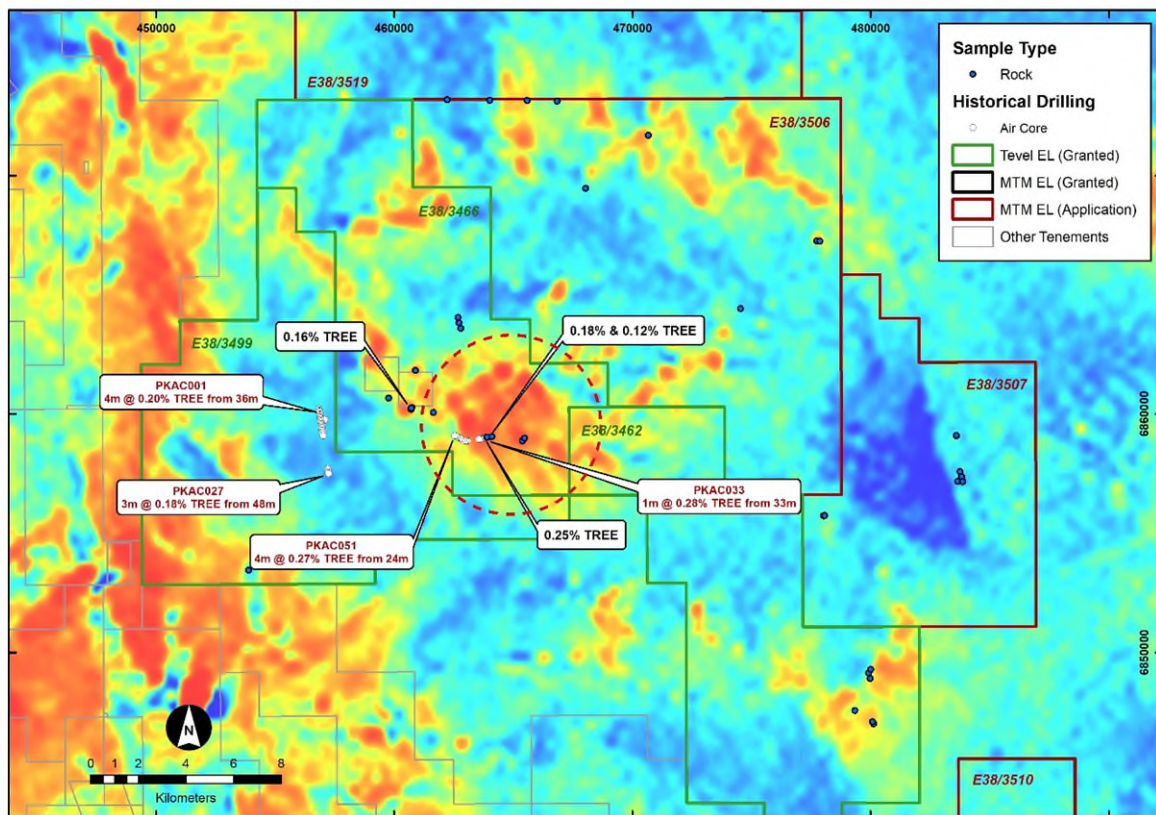 450000
460000
470000
480000
Sample Type
Rock
Historical Drilling
Air Core
Tevel EL (Granted)
MTM EL (Granted)
MTM EL (Application)
Other Tenements
E38/3519
E38/3506
E38/3466
0.16% TREE
0.18% & 0.12% TREE
E38/3499
E38/3507
PKAC001
4m @ 0.20% TREE from 36m
6860000
E38/3462
PKAC027
3m @ 0.18% TREE from 48m
PKAC033
1m @ 0.28% TREE from 33m
0.25% TREE
PKAC051
4m @ 0.27% TREE from 24m
6850000
N
0 1 2 4 6 8
Kilometers
E38/3510